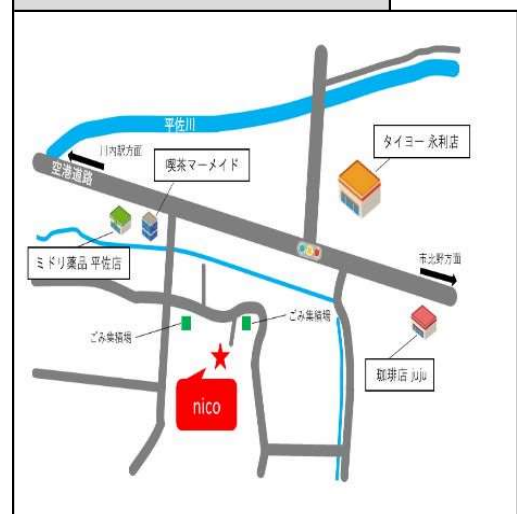 平佐川
川内駅方面
空港道路
喫茶マーメイド
タイヨー 永利店
ミドリ薬品 平佐店
市比野方面
ごみ集積場
ごみ集積場
珈琲店 juju
nico